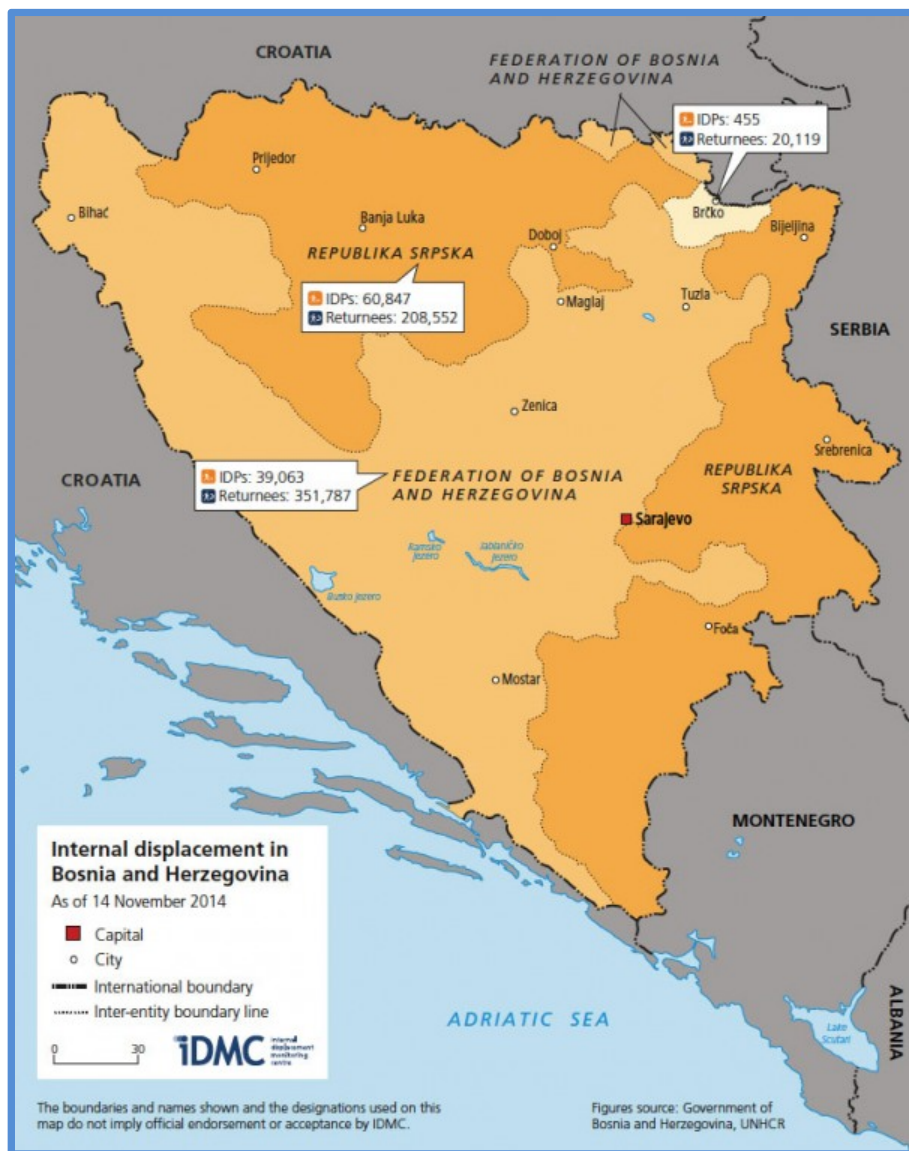 CROATIA
FEDERATION OF BOSNIA
AND HERZEGOVINA
IDPs: 455
Returnees: 20,119
Prijedor
Bihać
Banja Luka
Brčko
Doboj
Bijeljina
REPUBLIKA SRPSKA
IDPs: 60,847
Returnees: 208,552
Maglaj
Tuzla
SERBIA
Zenica
Srebrenica
CROATIA
IDPs: 39,063
Returnees: 351,787
FEDERATION OF BOSNIA
AND HERZEGOVINA
REPUBLIKA
SRPSKA
Sarajevo
Ramsko
Jezero
Jablaničko
Jezero
Busko Jezero
Foča
Mostar
MONTENEGRO
Internal displacement in
Bosnia and Herzegovina
As of 14 November 2014
Capital
City
International boundary
Inter-entity boundary line
0 30
iDMC
internal
displacement
monitoring
centre
ADRIATIC SEA
Lake
Scutari
ALBANIA
The boundaries and names shown and the designations used on this
map do not imply official endorsement or acceptance by IDMC.
Figures source: Government of
Bosnia and Herzegovina, UNHCR